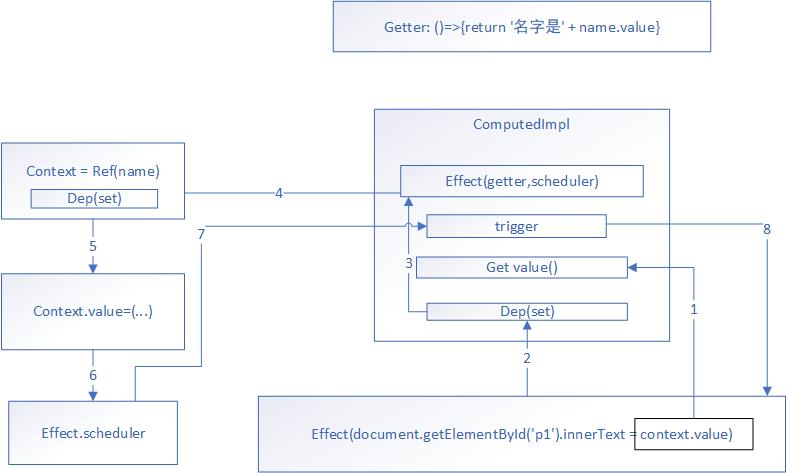 Getter: ()=>{return '名字是' + name.value}
ComputedImpl
Context = Ref(name)
Dep(set)
Effect(getter,scheduler)
4
7
trigger
8
5
3
Get value()
Context.value=(...)
1
Dep(set)
2
6
Effect.scheduler
Effect(document.getElementById('p1').innerText = context.value)